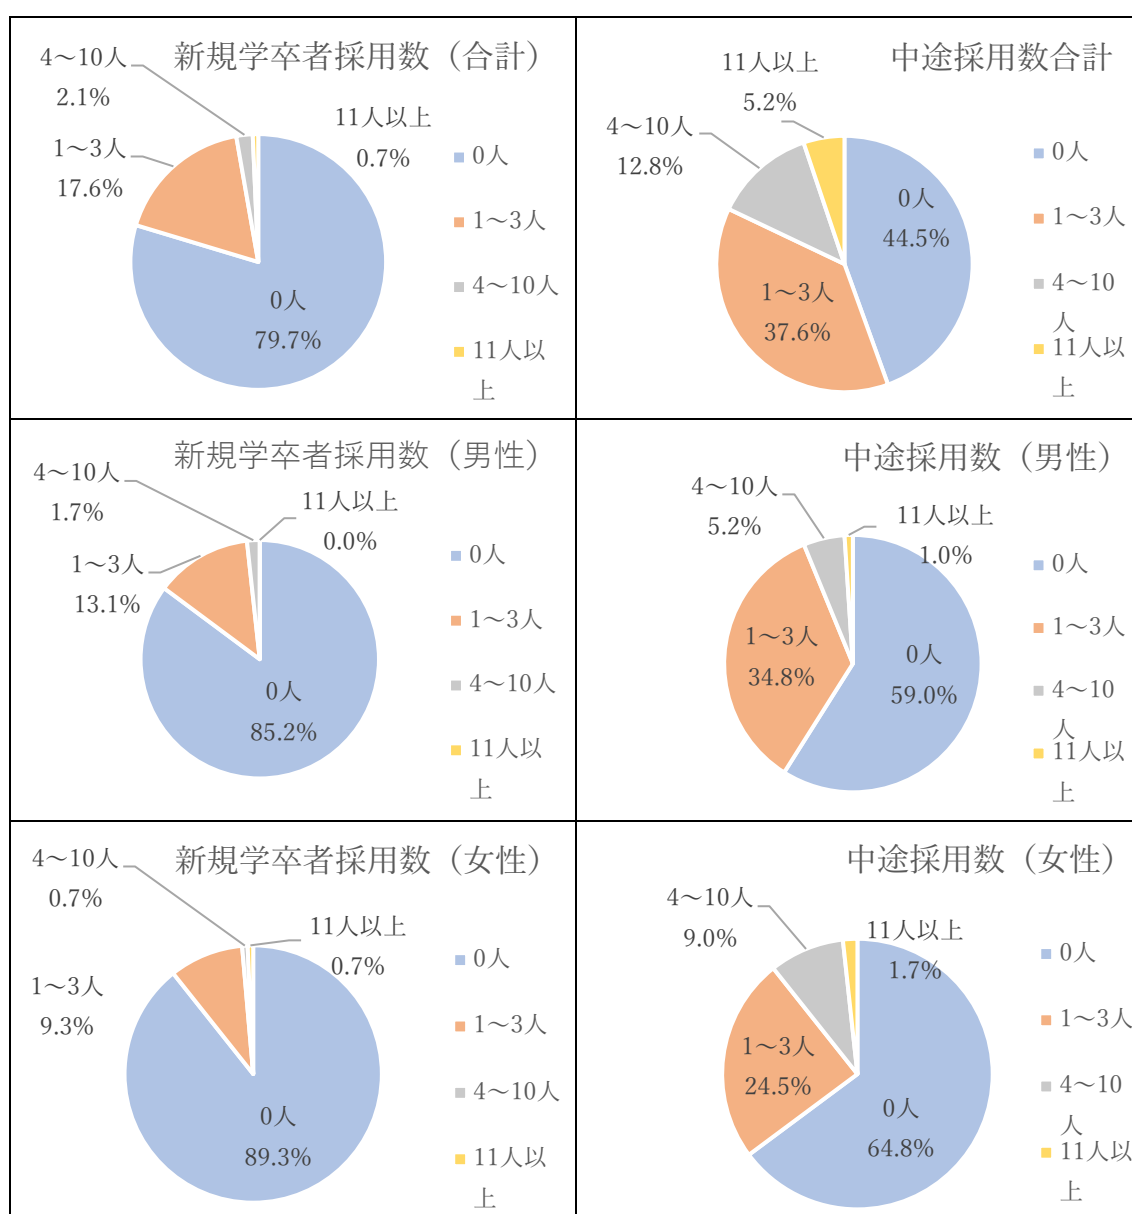 新規学卒者採用数（合計）
4～10人
2.1%
11人以上
0.7%
1～3人
17.6%
0人
79.7%
0人
1～3人
4～10人
11人以
上
中途採用数合計
11人以上
5.2%
4～10人
12.8%
0人
44.5%
1～3人
37.6%
0人
1～3人
4～10
人
11人以
上
新規学卒者採用数（男性）
4～10人
1.7%
11人以上
0.0%
1～3人
13.1%
0人
85.2%
0人
1～3人
4～10人
11人以
上
中途採用数（男性）
4～10人
5.2%
11人以上
1.0%
1～3人
34.8%
0人
59.0%
0人
1～3人
4～10
人
11人以
上
新規学卒者採用数（女性）
4～10人
0.7%
11人以上
0.7%
1～3人
9.3%
0人
89.3%
0人
1～3人
4～10人
11人以
上
中途採用数（女性）
4～10人
9.0%
11人以上
1.7%
1～3人
24.5%
0人
64.8%
0人
1～3人
4～10
人
11人以
上